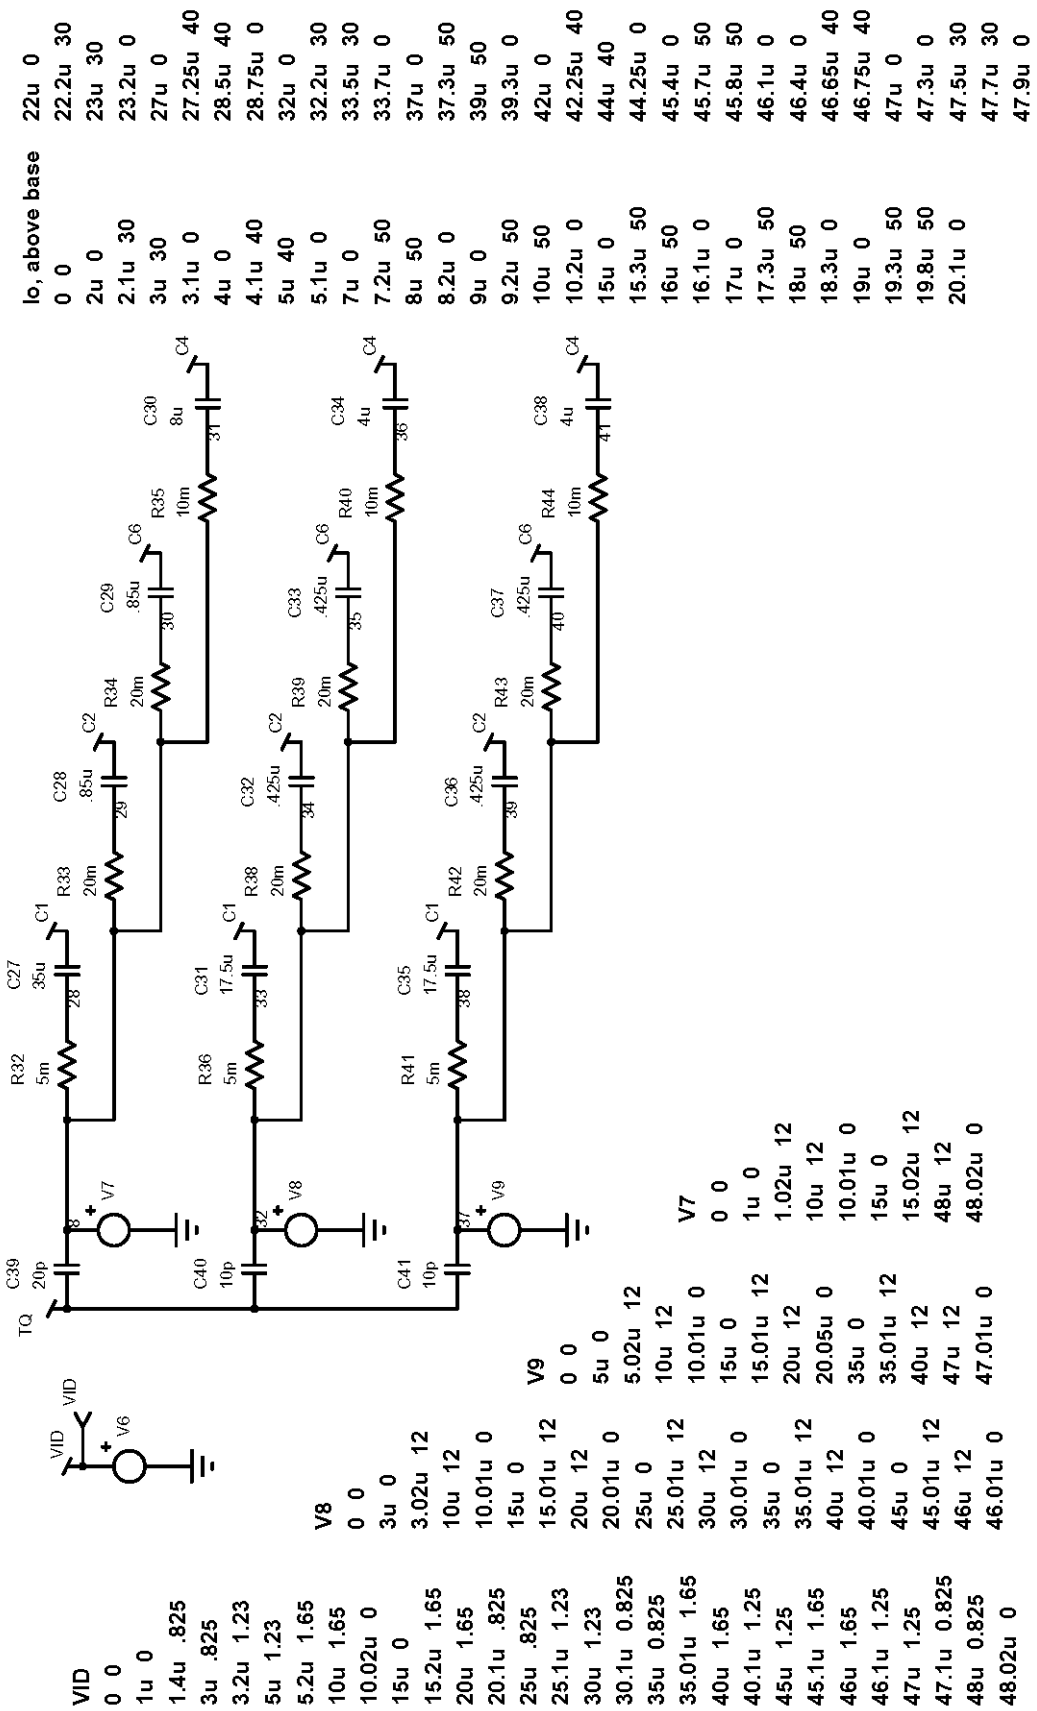 VID
0 0
1u 0
1.4u .825
3u .825
3.2u 1.23
5u 1.23
5.2u 1.65
10u 1.65
10.02u 0
15u 0
15.2u 1.65
20u 1.65
20.1u .825
25u .825
25.1u 1.23
30u 1.23
30.1u 0.825
35u 0.825
35.01u 1.65
40u 1.65
40.1u 1.25
45u 1.25
45.1u 1.65
46u 1.65
46.1u 1.25
47u 1.25
47.1u 0.825
48u 0.825
48.02u 0
V8
0 0
3u 0
3.02u 12
10u 12
10.01u 0
15u 0
15.01u 12
20u 12
20.01u 0
25u 0
25.01u 12
30u 12
30.01u 0
35u 0
35.01u 12
40u 12
40.01u 0
45u 0
45.01u 12
46u 12
46.01u 0
V9
0 0
5u 0
5.02u 12
10u 12
10.01u 0
15u 0
15.01u 12
20u 12
20.05u 0
35u 0
35.01u 12
40u 12
47u 12
47.01u 0
V7
0 0
1u 0
1.02u 12
10u 12
10.01u 0
15u 0
15.02u 12
48u 12
48.02u 0
VID
VID
+
V6
TQ
C39
20p
8
+
V7
R32
5m
28
C27
35u
C1
R33
20m
29
C28
.85u
C2
R34
20m
30
C29
.85u
C6
R35
10m
31
C30
8u
C4
C40
10p
32
+
V8
R36
5m
33
C31
17.5u
C1
R38
20m
34
C32
.425u
C2
R39
20m
35
C33
.425u
C6
R40
10m
36
C34
4u
C4
C41
10p
37
+
V9
R41
5m
38
C35
17.5u
C1
R42
20m
39
C36
.425u
C2
R43
20m
40
C37
.425u
C6
R44
10m
41
C38
4u
C4
Io, above base
0 0
2u 0
2.1u 30
3u 30
3.1u 0
4u 0
4.1u 40
5u 40
5.1u 0
7u 0
7.2u 50
8u 50
8.2u 0
9u 0
9.2u 50
10u 50
10.2u 0
15u 0
15.3u 50
16u 50
16.1u 0
17u 0
17.3u 50
18u 50
18.3u 0
19u 0
19.3u 50
19.8u 50
20.1u 0
22u 0
22.2u 30
23u 30
23.2u 0
27u 0
27.25u 40
28.5u 40
28.75u 0
32u 0
32.2u 30
33.5u 30
33.7u 0
37u 0
37.3u 50
39u 50
39.3u 0
42u 0
42.25u 40
44u 40
44.25u 0
45.4u 0
45.7u 50
45.8u 50
46.1u 0
46.4u 0
46.65u 40
46.75u 40
47u 0
47.3u 0
47.5u 30
47.7u 30
47.9u 0